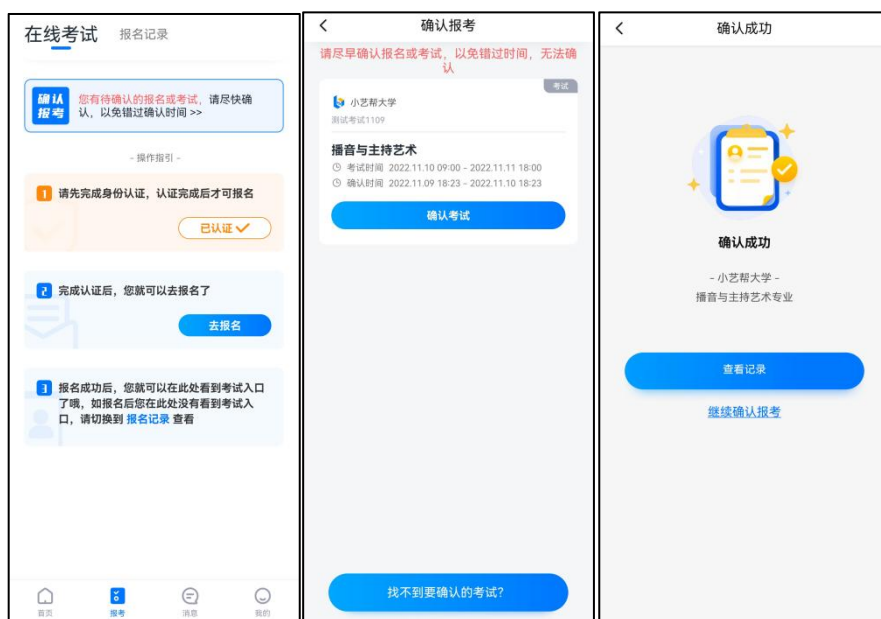 在线考试 报名记录
确认
报考
您有待确认的报名或考试，请尽快确
认，以免错过确认时间 >>
- 操作指引 -
1 请先完成身份认证，认证完成后才可报名
已认证
2 完成认证后，您就可以去报名了
去报名
3 报名成功后，您就可以在此处看到考试入口
了哦，如报名后您在此处没有看到考试入
口，请切换到 报名记录 查看
首页 报考 消息 我的
确认报考
请尽早确认报名或考试，以免错过时间，无法确
认
考试
小艺帮大学
测试考试1109
播音与主持艺术
考试时间 2022.11.10 09:00 - 2022.11.11 18:00
确认时间 2022.11.09 18:23 - 2022.11.10 18:23
确认考试
找不到要确认的考试？
确认成功
确认成功
- 小艺帮大学 -
播音与主持艺术专业
查看记录
继续确认报考